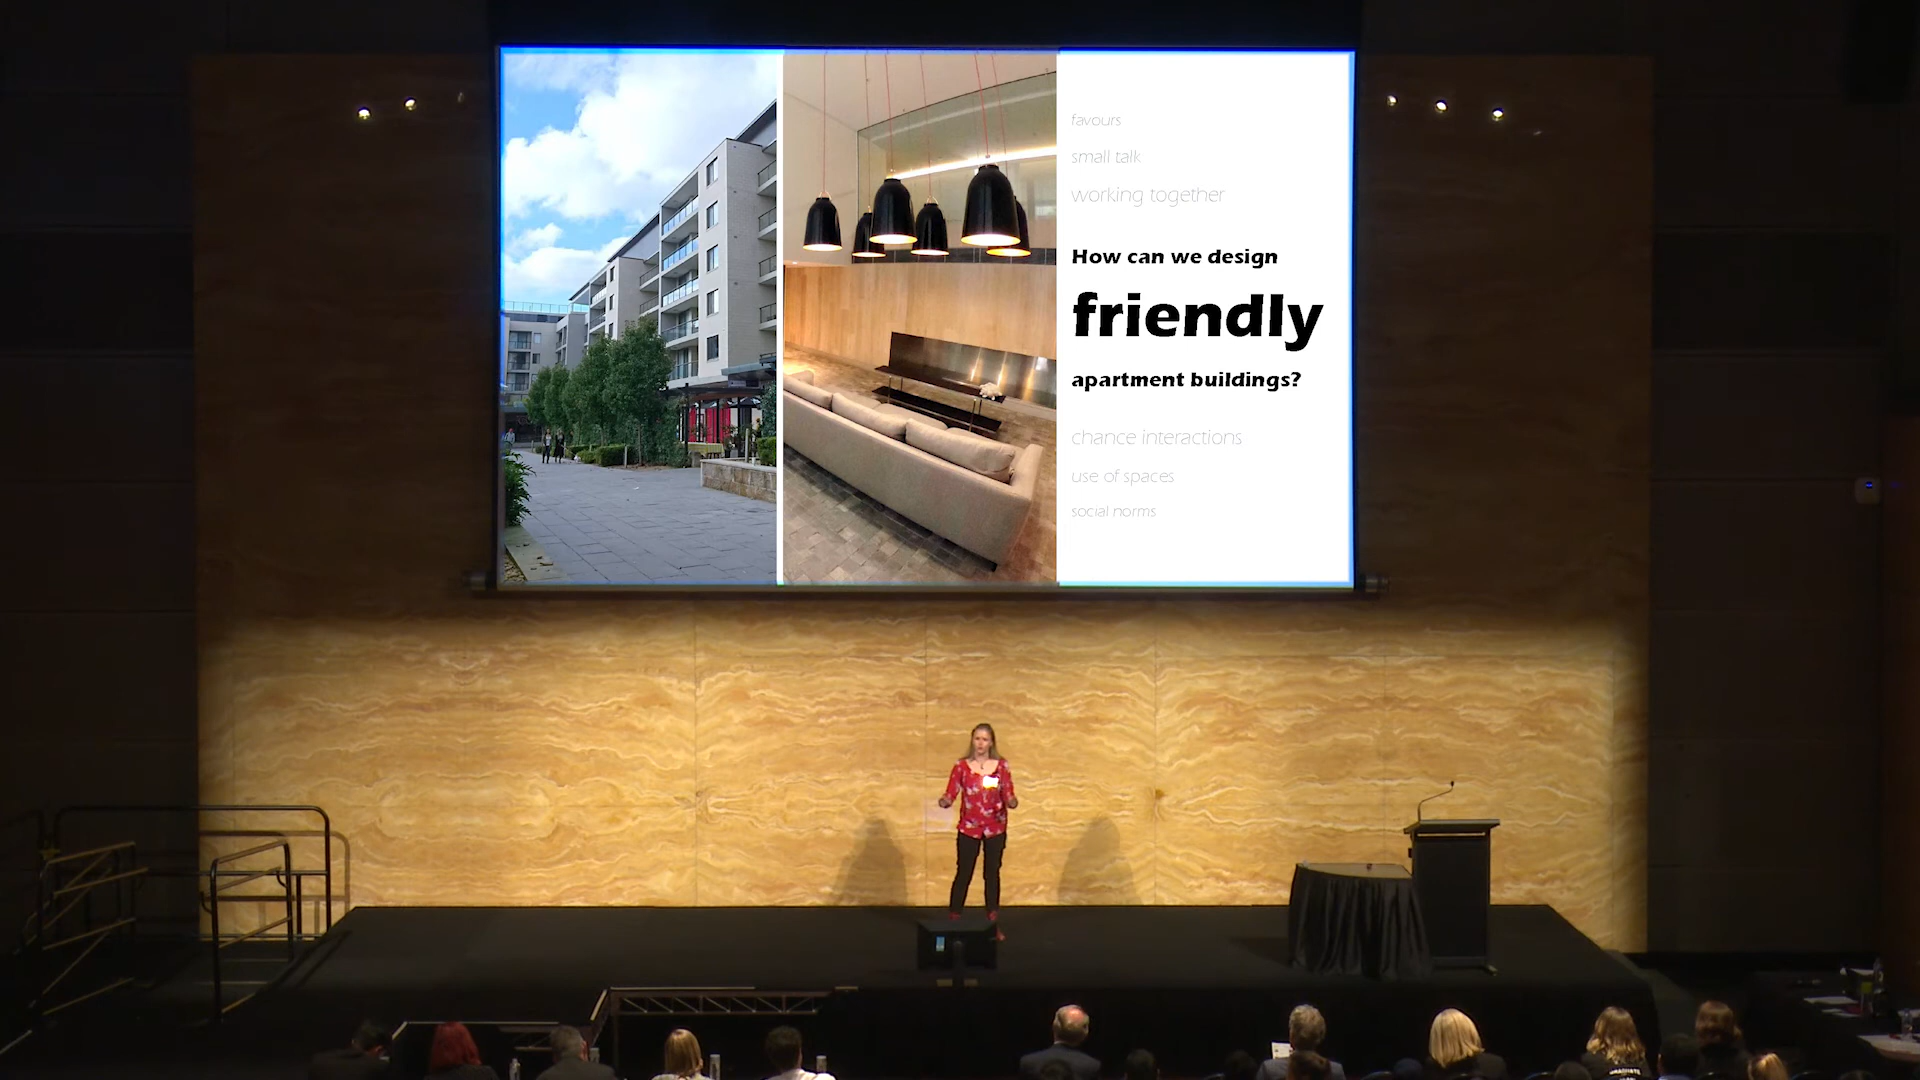 favours
small talk
working together
How can we design
friendly
apartment buildings?
chance interactions
use of spaces
social norms